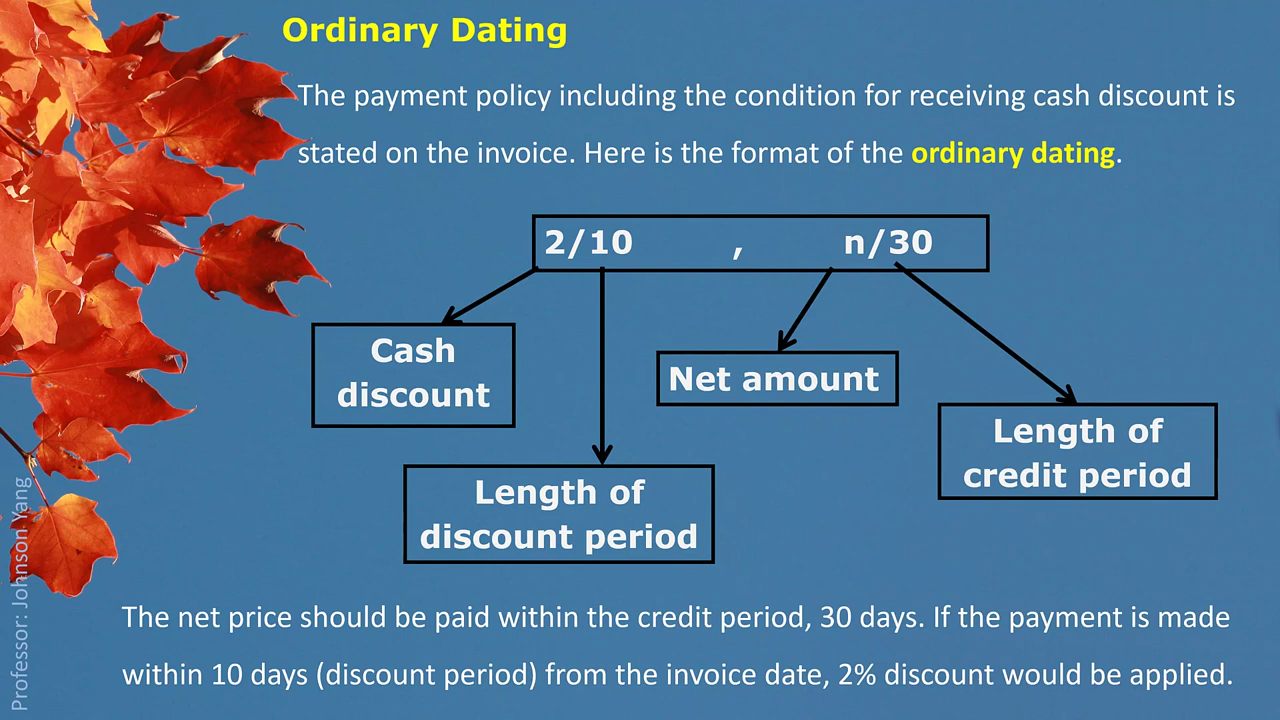 Ordinary Dating
The payment policy including the condition for receiving cash discount is
stated on the invoice. Here is the format of the ordinary dating.
2/10 , n/30
Cash
discount
Net amount
Length of
credit period
Length of
discount period
The net price should be paid within the credit period, 30 days. If the payment is made
within 10 days (discount period) from the invoice date, 2% discount would be applied.
Professor: Johnson Yang